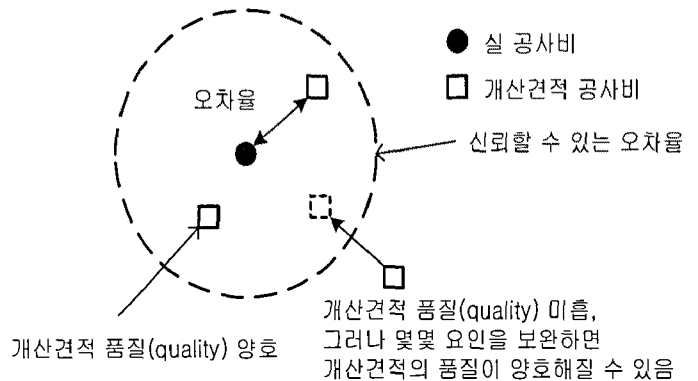 실 공사비
개산견적 공사비
오차율
신뢰할 수 있는 오차율
개산견적 품질(quality) 양호
개산견적 품질(quality) 미흡,
그러나 몇몇 요인을 보완하면
개산견적의 품질이 양호해질 수 있음